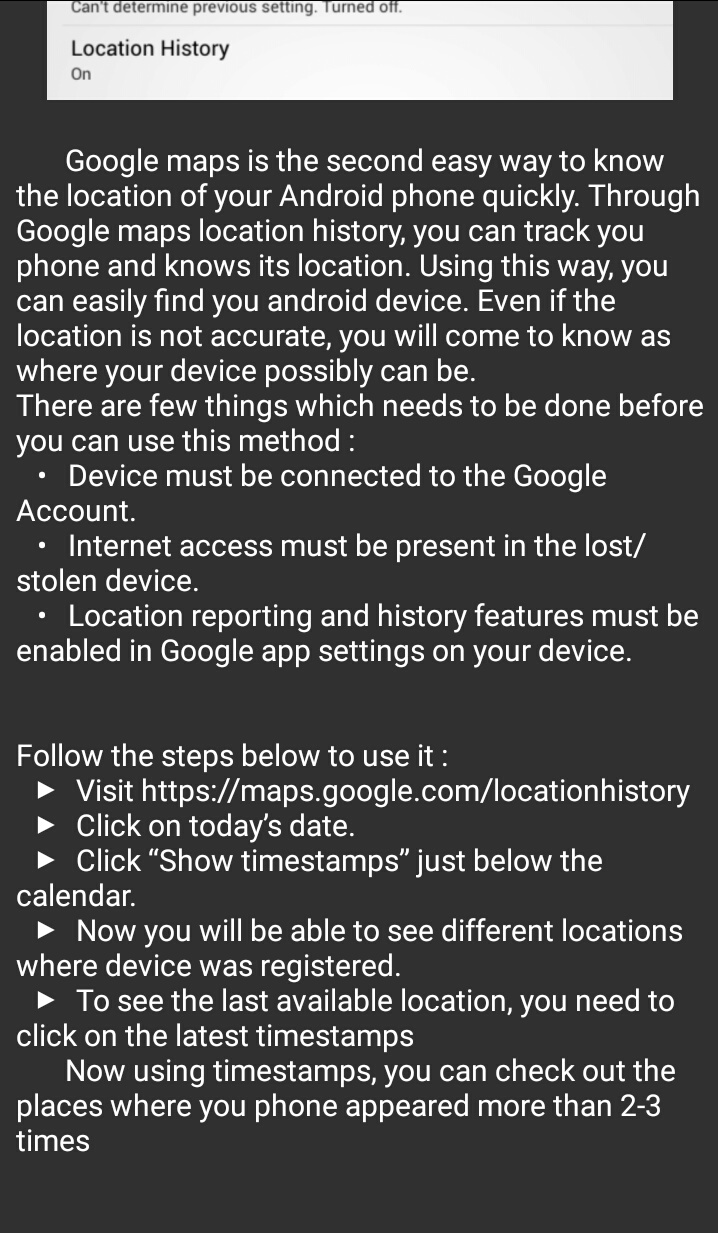 Can't determine previous setting. Turned off.
Location History
On
Google maps is the second easy way to know
the location of your Android phone quickly. Through
Google maps location history, you can track you
phone and knows its location. Using this way, you
can easily find you android device. Even if the
location is not accurate, you will come to know as
where your device possibly can be.
There are few things which needs to be done before
you can use this method :
• Device must be connected to the Google
Account.
• Internet access must be present in the lost/
stolen device.
• Location reporting and history features must be
enabled in Google app settings on your device.
Follow the steps below to use it :
► Visit https://maps.google.com/locationhistory
► Click on today’s date.
► Click “Show timestamps” just below the
calendar.
► Now you will be able to see different locations
where device was registered.
► To see the last available location, you need to
click on the latest timestamps
Now using timestamps, you can check out the
places where you phone appeared more than 2-3
times